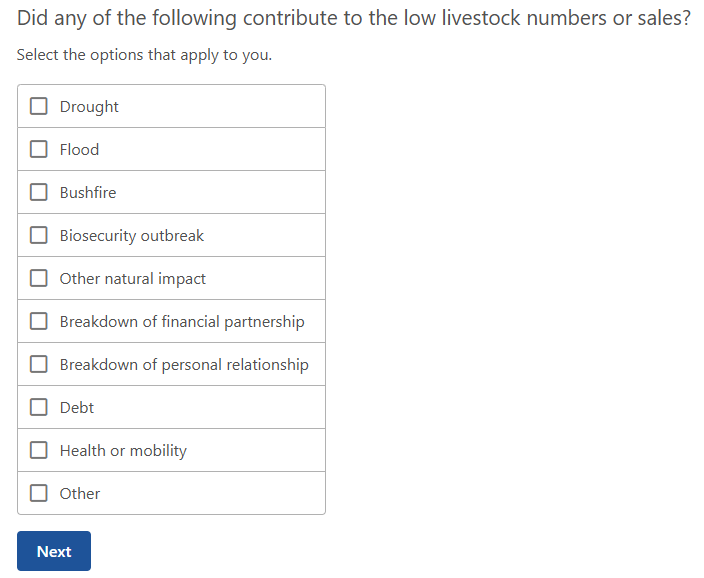 Did any of the following contribute to the low livestock numbers or sales?
Select the options that apply to you.
Drought
Flood
Bushfire
Biosecurity outbreak
Other natural impact
Breakdown of financial partnership
Breakdown of personal relationship
Debt
Health or mobility
Other
Next